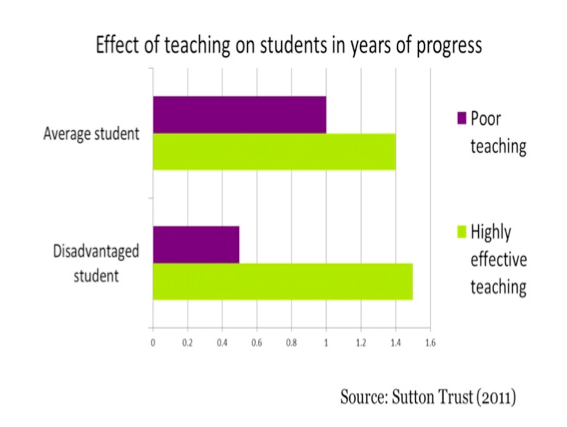 Effect of teaching on students in years of progress
Average student
Disadvantaged
student
Poor
teaching
Highly
effective
teaching
0 0.2 0.4 0.6 0.8 1 1.2 1.4 1.6
Source: Sutton Trust (2011)